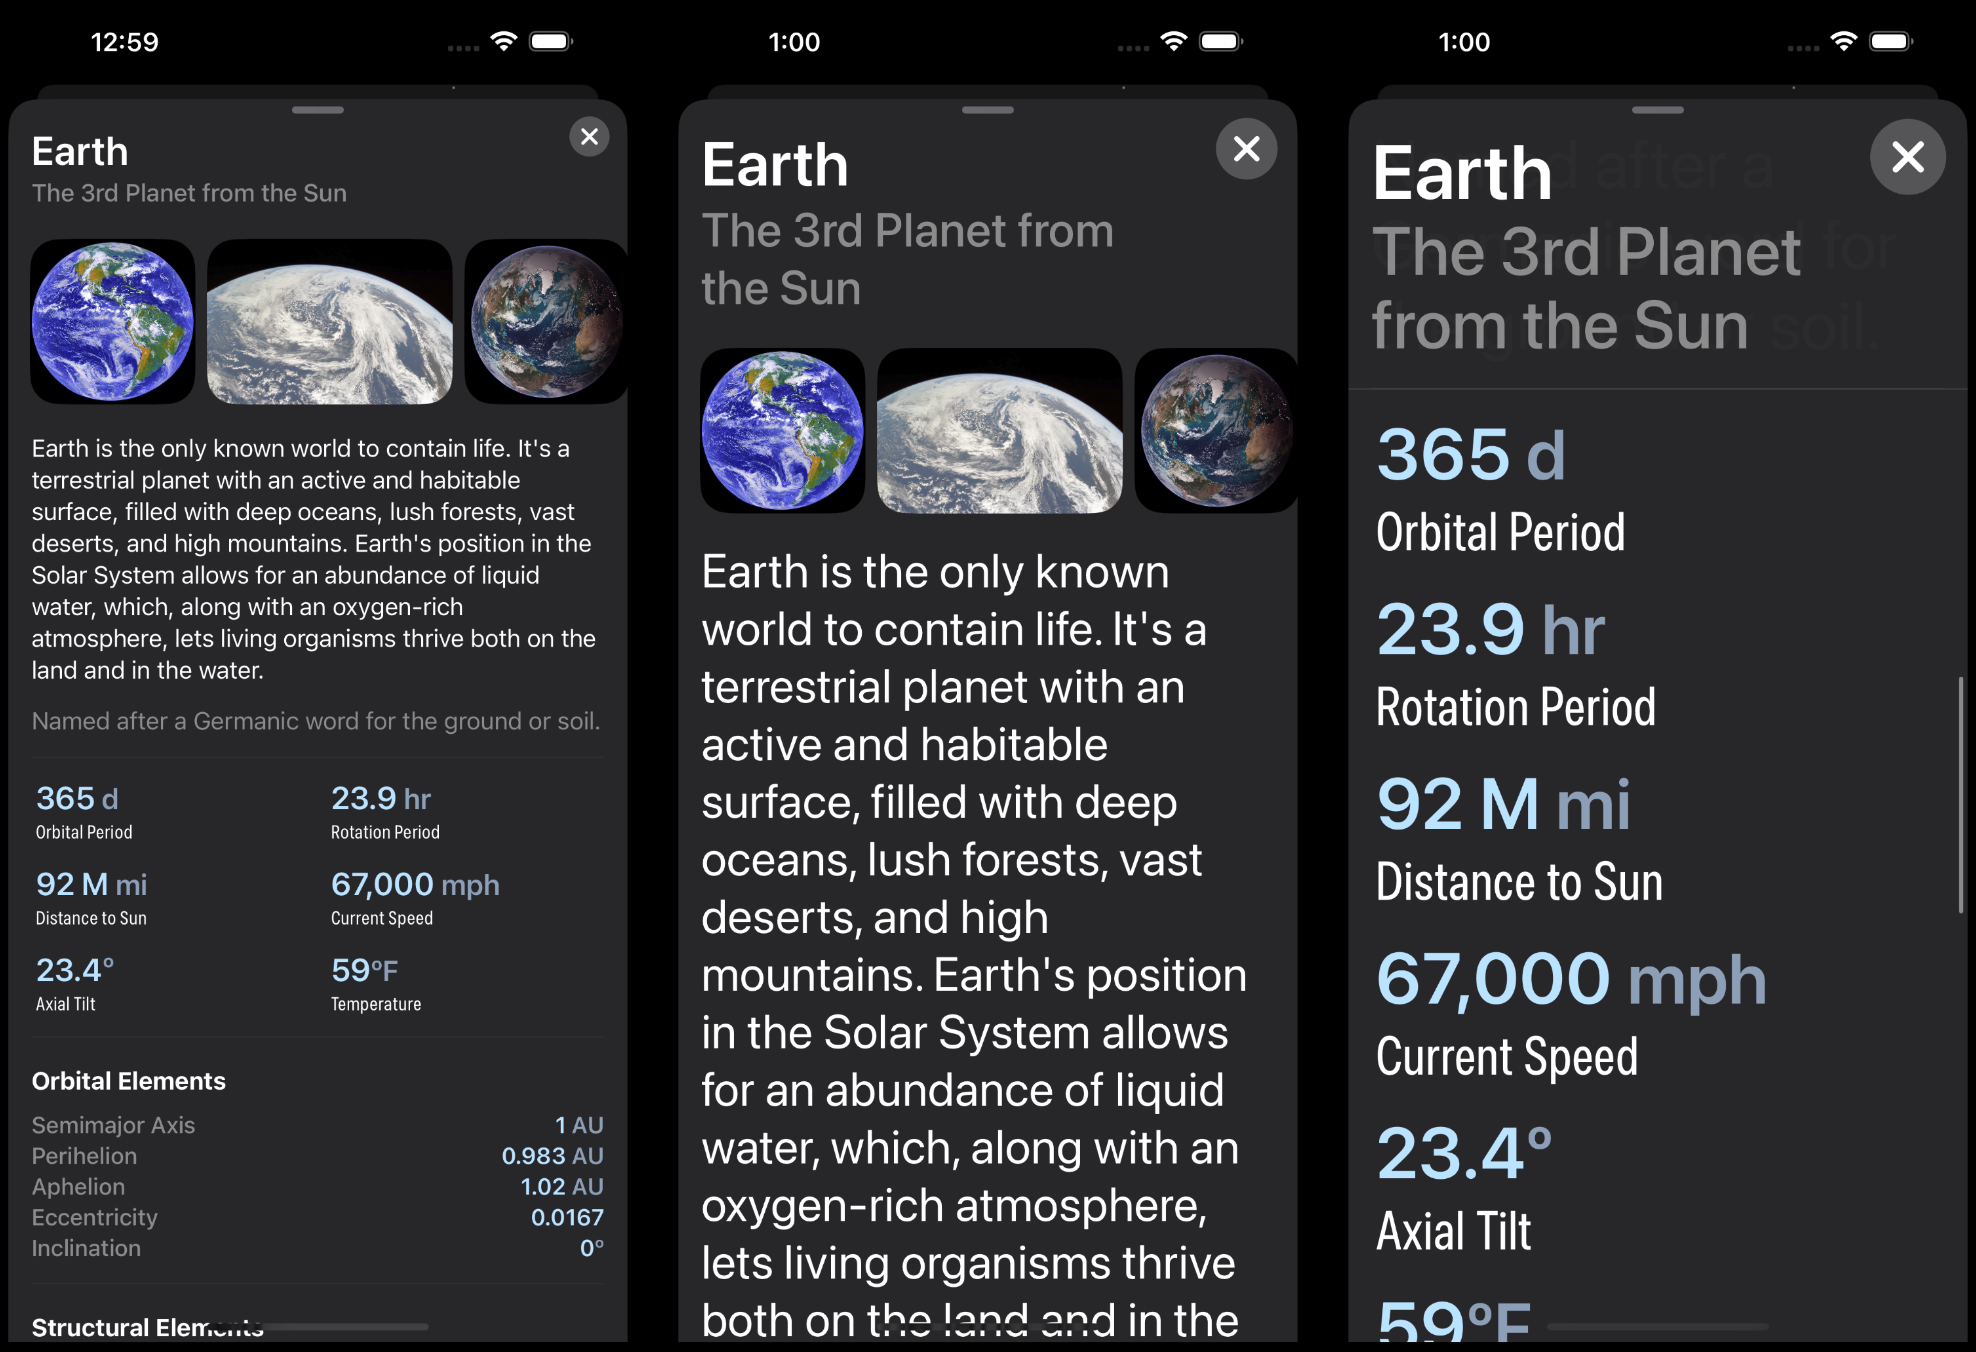 12:59
Earth
The 3rd Planet from the Sun
Earth is the only known world to contain life. It's a
terrestrial planet with an active and habitable
surface, filled with deep oceans, lush forests, vast
deserts, and high mountains. Earth's position in the
Solar System allows for an abundance of liquid
water, which, along with an oxygen-rich
atmosphere, lets living organisms thrive both on the
land and in the water.
Named after a Germanic word for the ground or soil.
365 d
Orbital Period
23.9 hr
Rotation Period
92 M mi
Distance to Sun
67,000 mph
Current Speed
23.4º
Axial Tilt
59ºF
Temperature
Orbital Elements
Semimajor Axis 1 AU
Perihelion 0.983 AU
Aphelion 1.02 AU
Eccentricity 0.0167
Inclination 0º
Structural Elements
1:00
Earth
The 3rd Planet from
the Sun
Earth is the only known
world to contain life. It's a
terrestrial planet with an
active and habitable
surface, filled with deep
oceans, lush forests, vast
deserts, and high
mountains. Earth's position
in the Solar System allows
for an abundance of liquid
water, which, along with an
oxygen-rich atmosphere,
lets living organisms thrive
both on the land and in the
1:00
Earth
The 3rd Planet
from the Sun
365 d
Orbital Period
23.9 hr
Rotation Period
92 M mi
Distance to Sun
67,000 mph
Current Speed
23.4º
Axial Tilt
59ºF